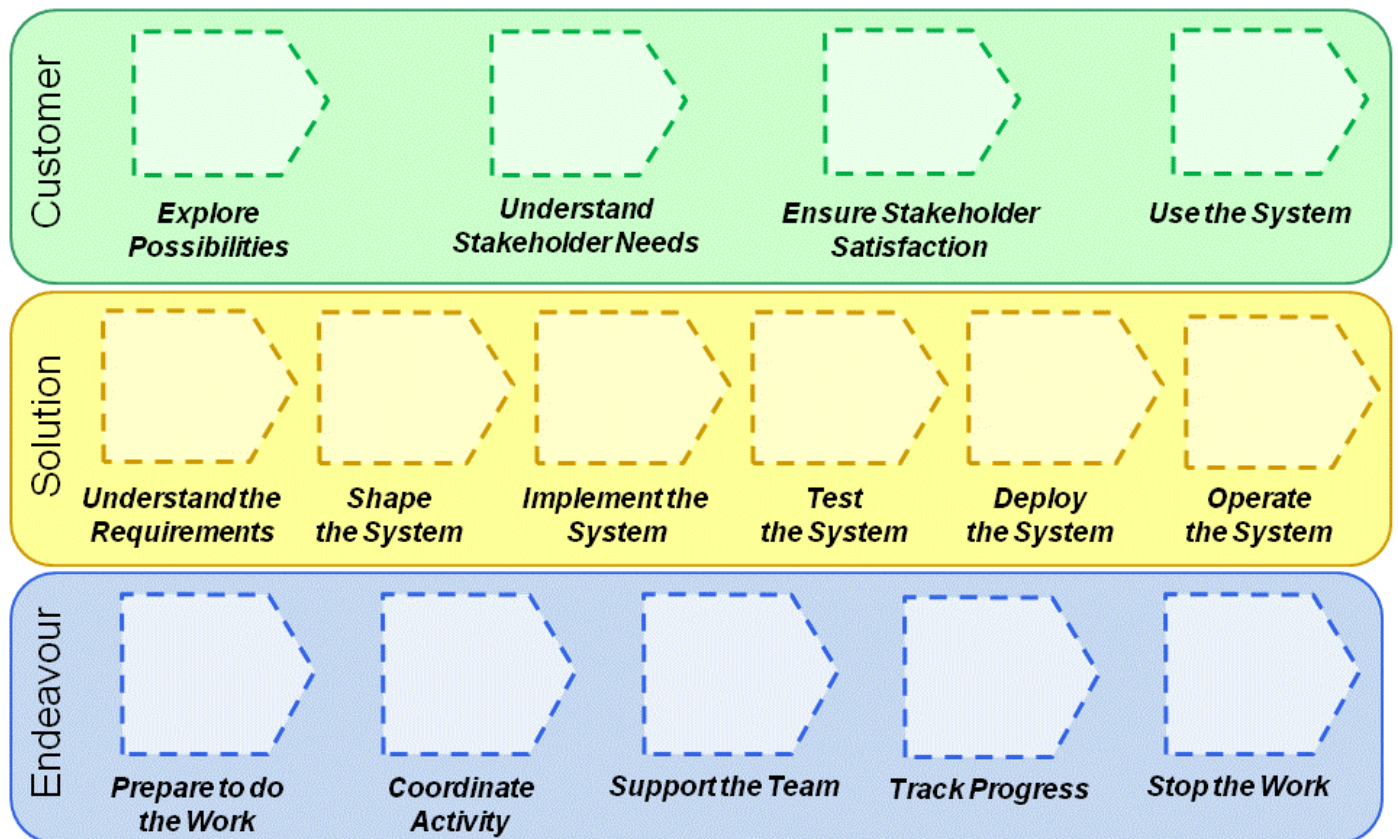 Customer
Explore
Possibilities
Understand
Stakeholder Needs
Ensure Stakeholder
Satisfaction
Use the System
Solution
Understand the
Requirements
Shape
the System
Implement the
System
Test
the System
Deploy
the System
Operate
the System
Endeavour
Prepare to do
the Work
Coordinate
Activity
Support the Team
Track Progress
Stop the Work